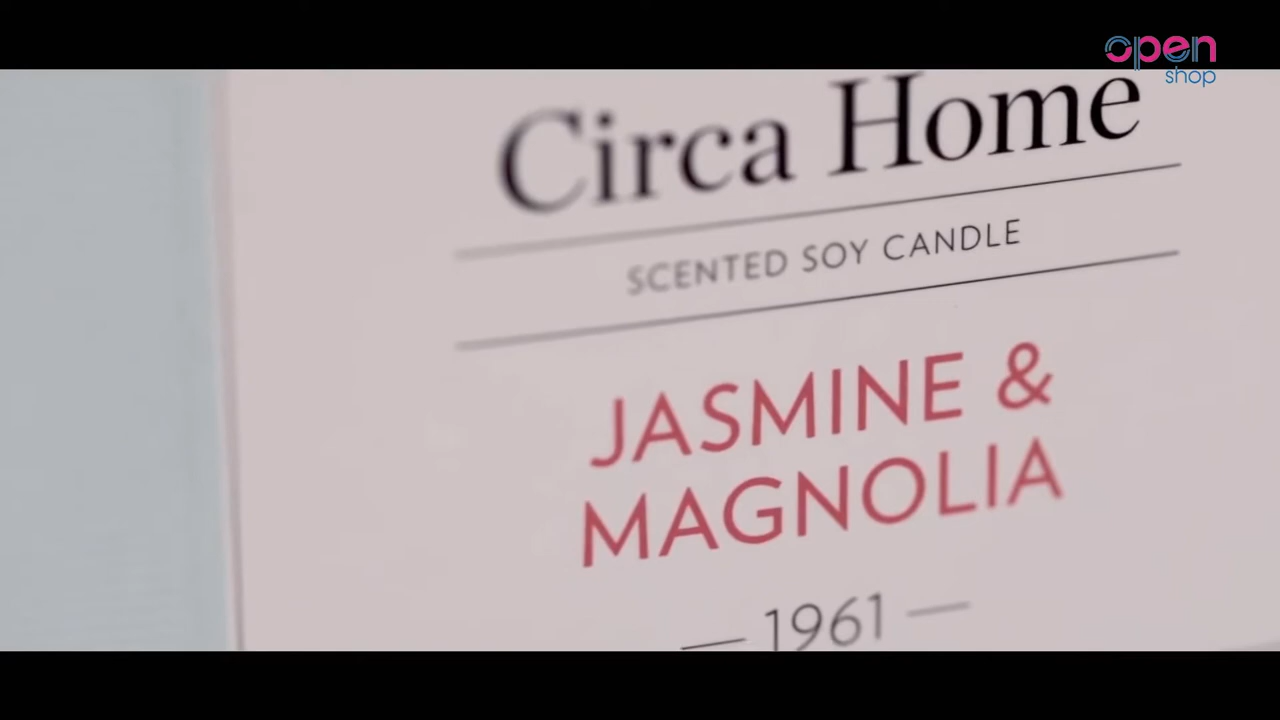 open
shop
Circa Home
SCENTED SOY CANDLE
JASMINE &
MAGNOLIA
— 1961 —